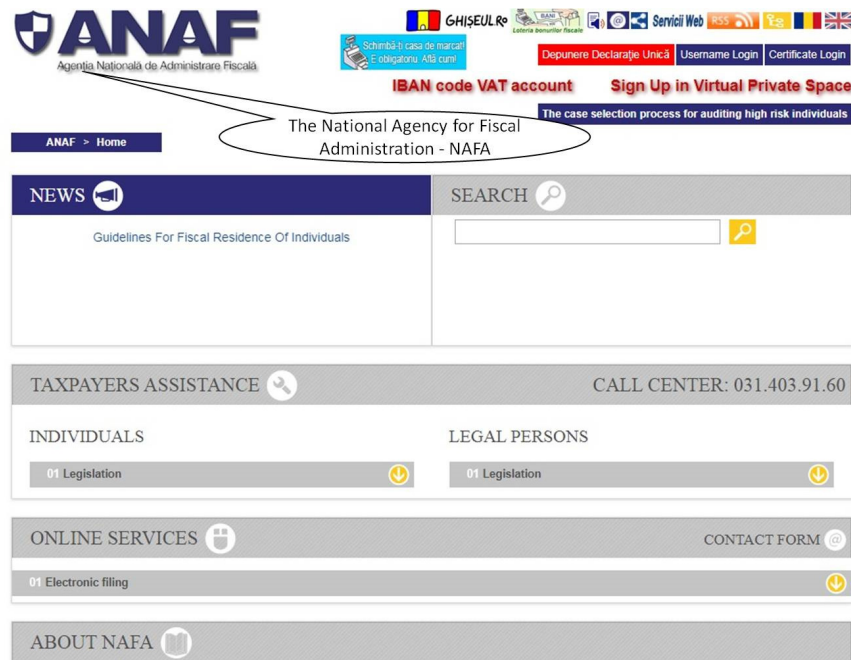 ANAF
Agenția Națională de Administrare Fiscală
Schimbă-ți casa de marcat!
E obligatoriu. Află cum!
GHIȘEUL.RO
BANI
Loteria bonurilor fiscale
Servicii Web
RSS
Depunere Declarație Unică
Username Login
Certificate Login
IBAN code VAT account
Sign Up in Virtual Private Space
The case selection process for auditing high risk individuals
The National Agency for Fiscal
Administration - NAFA
ANAF > Home
NEWS
SEARCH
Guidelines For Fiscal Residence Of Individuals
TAXPAYERS ASSISTANCE
CALL CENTER: 031.403.91.60
INDIVIDUALS
LEGAL PERSONS
01 Legislation
01 Legislation
ONLINE SERVICES
CONTACT FORM
01 Electronic filing
ABOUT NAFA